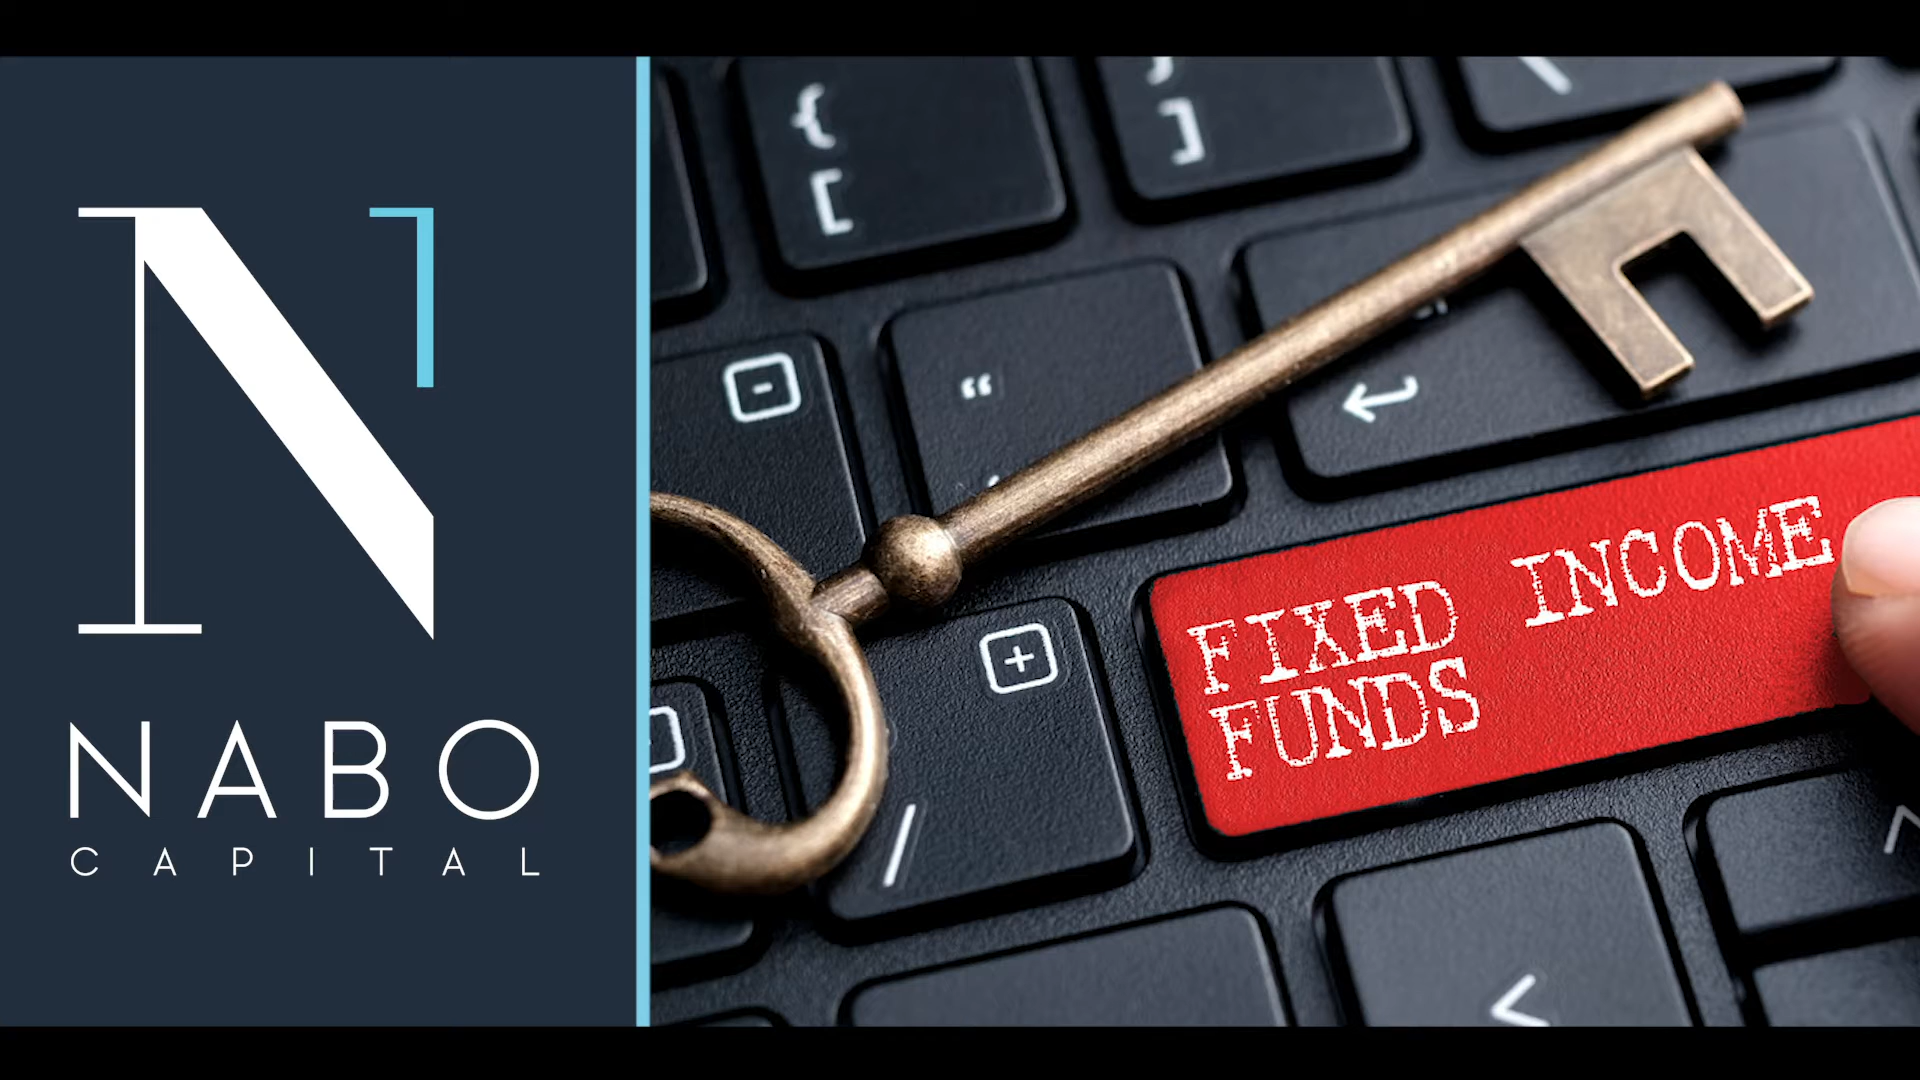 N
NABO
CAPITAL
{
[
]
-
“
+
/
<
^
FIXED INCOME
FUNDS